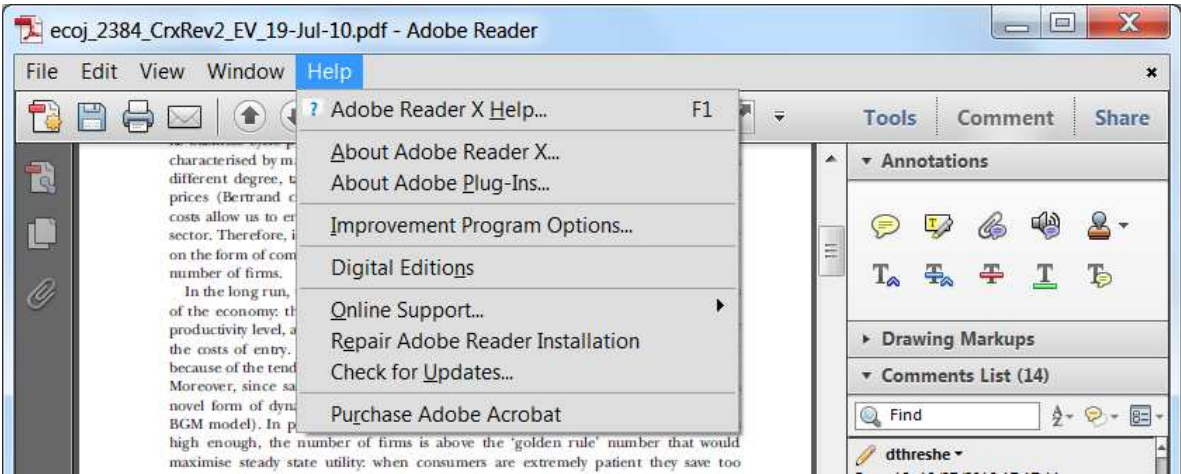 ecoj_2384_CrxRev2_EV_19-Jul-10.pdf - Adobe Reader
File Edit View Window Help
Adobe Reader X Help... F1
About Adobe Reader X...
About Adobe Plug-Ins...
Improvement Program Options...
Digital Editions
Online Support...
Repair Adobe Reader Installation
Check for Updates...
Purchase Adobe Acrobat
Tools Comment Share
Annotations
Drawing Markups
Comments List (14)
Find
dthreshe
characterised by m
different degree, t
prices (Bertrand c
costs allow us to er
sector. Therefore, i
on the form of com
number of firms.
In the long run,
of the economy: th
productivity level, a
the costs of entry.
because of the tend
Moreover, since sa
novel form of dyna
BGM model). In p
high enough, the number of firms is above the 'golden rule' number that would
maximise steady state utility: when consumers are extremely patient they save too